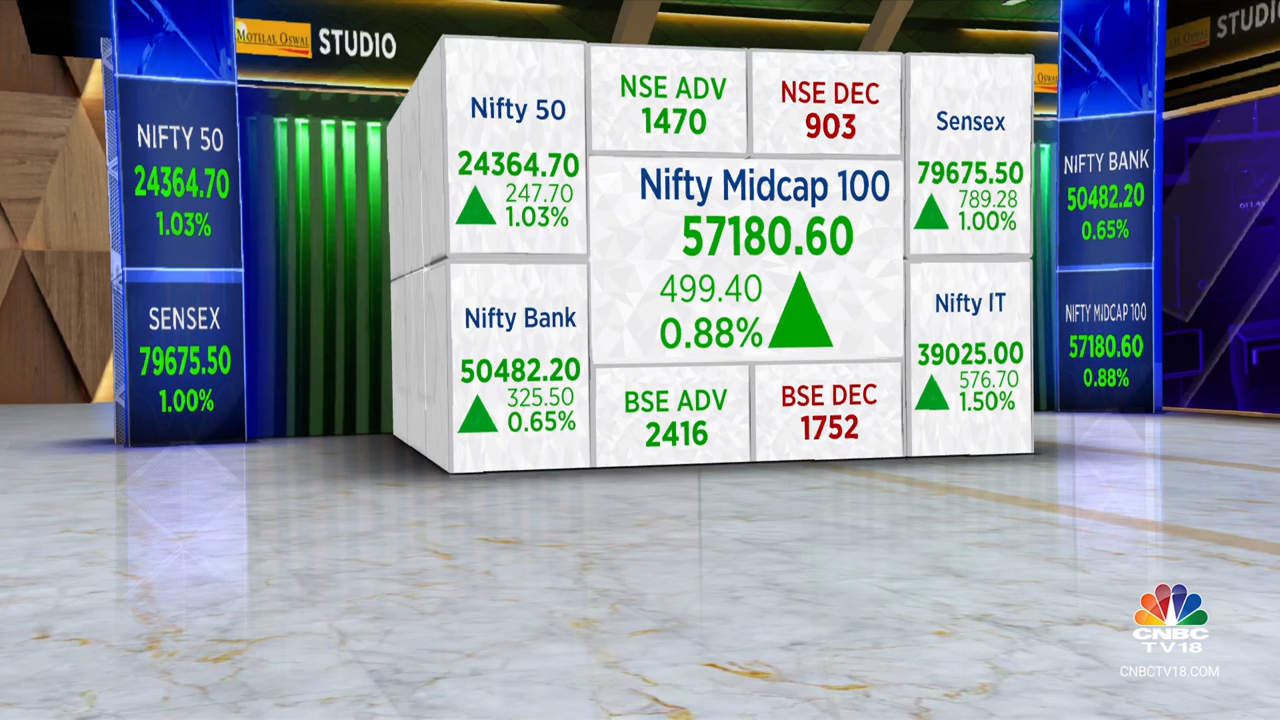 MOTILAL OSWAL
STUDIO
NIFTY 50
24364.70
1.03%
SENSEX
79675.50
1.00%
Nifty 50
24364.70
247.70
1.03%
Nifty Bank
50482.20
325.50
0.65%
NSE ADV
1470
NSE DEC
903
Nifty Midcap 100
57180.60
499.40
0.88%
BSE ADV
2416
BSE DEC
1752
Sensex
79675.50
789.28
1.00%
Nifty IT
39025.00
576.70
1.50%
NIFTY BANK
50482.20
0.65%
NIFTY MIDCAP 100
57180.60
0.88%
CNBC
TV18
CNBCTV18.COM